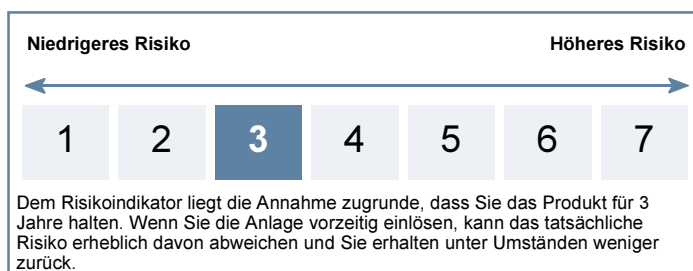 Niedrigeres Risiko Höheres Risiko
1 2 3 4 5 6 7
Dem Risikoindikator liegt die Annahme zugrunde, dass Sie das Produkt für 3
Jahre halten. Wenn Sie die Anlage vorzeitig einlösen, kann das tatsächliche
Risiko erheblich davon abweichen und Sie erhalten unter Umständen weniger
zurück.